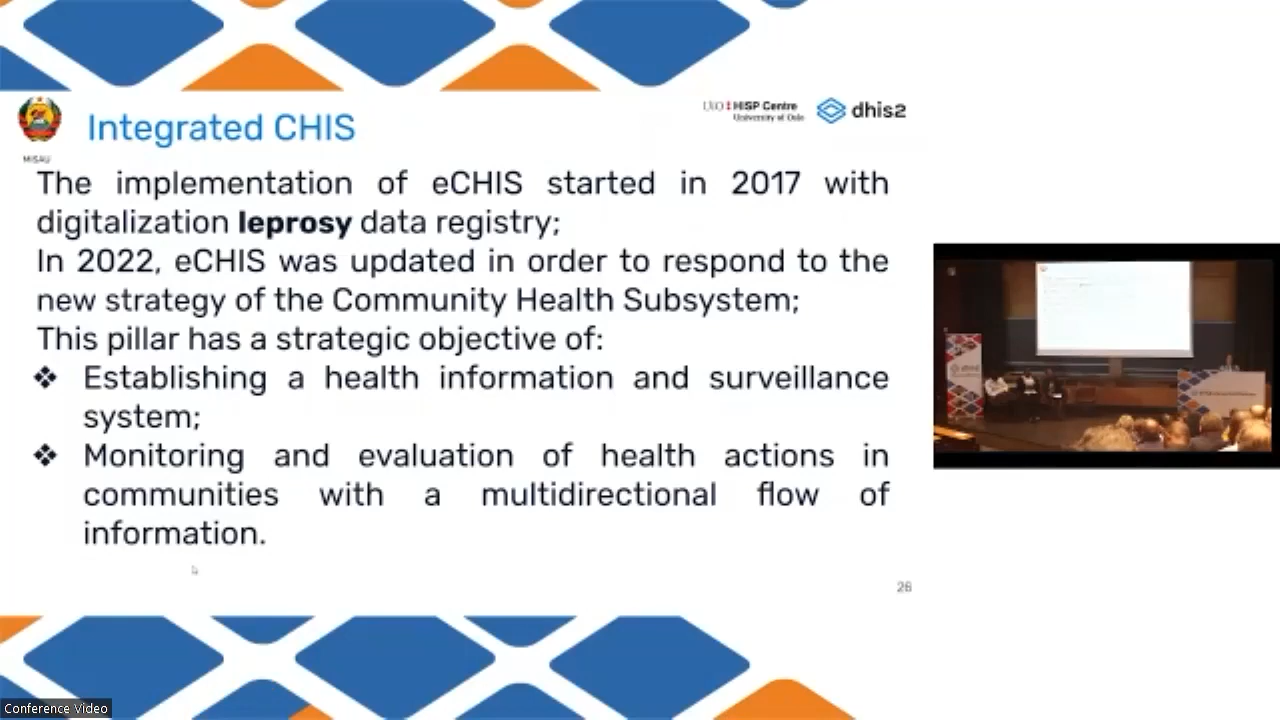 Integrated CHIS
UiO HISP Centre
University of Oslo
dhis2
MISAU
The implementation of eCHIS started in 2017 with
digitalization leprosy data registry;
In 2022, eCHIS was updated in order to respond to the
new strategy of the Community Health Subsystem;
This pillar has a strategic objective of:
❖ Establishing a health information and surveillance
system;
❖ Monitoring and evaluation of health actions in
communities with a multidirectional flow of
information.
26
Conference Video